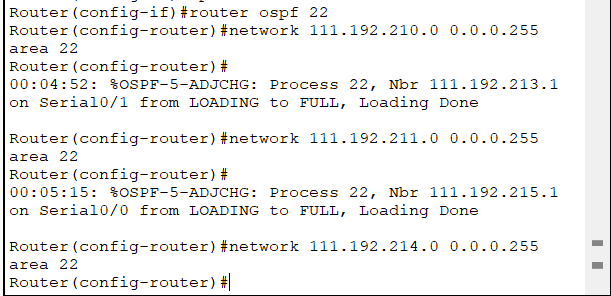 Router(config-if)#router ospf 22
Router(config-router)#network 111.192.210.0 0.0.0.255
area 22
Router(config-router)#
00:04:52: %OSPF-5-ADJCHG: Process 22, Nbr 111.192.213.1
on Serial0/1 from LOADING to FULL, Loading Done

Router(config-router)#network 111.192.211.0 0.0.0.255
area 22
Router(config-router)#
00:05:15: %OSPF-5-ADJCHG: Process 22, Nbr 111.192.215.1
on Serial0/0 from LOADING to FULL, Loading Done

Router(config-router)#network 111.192.214.0 0.0.0.255
area 22
Router(config-router)#